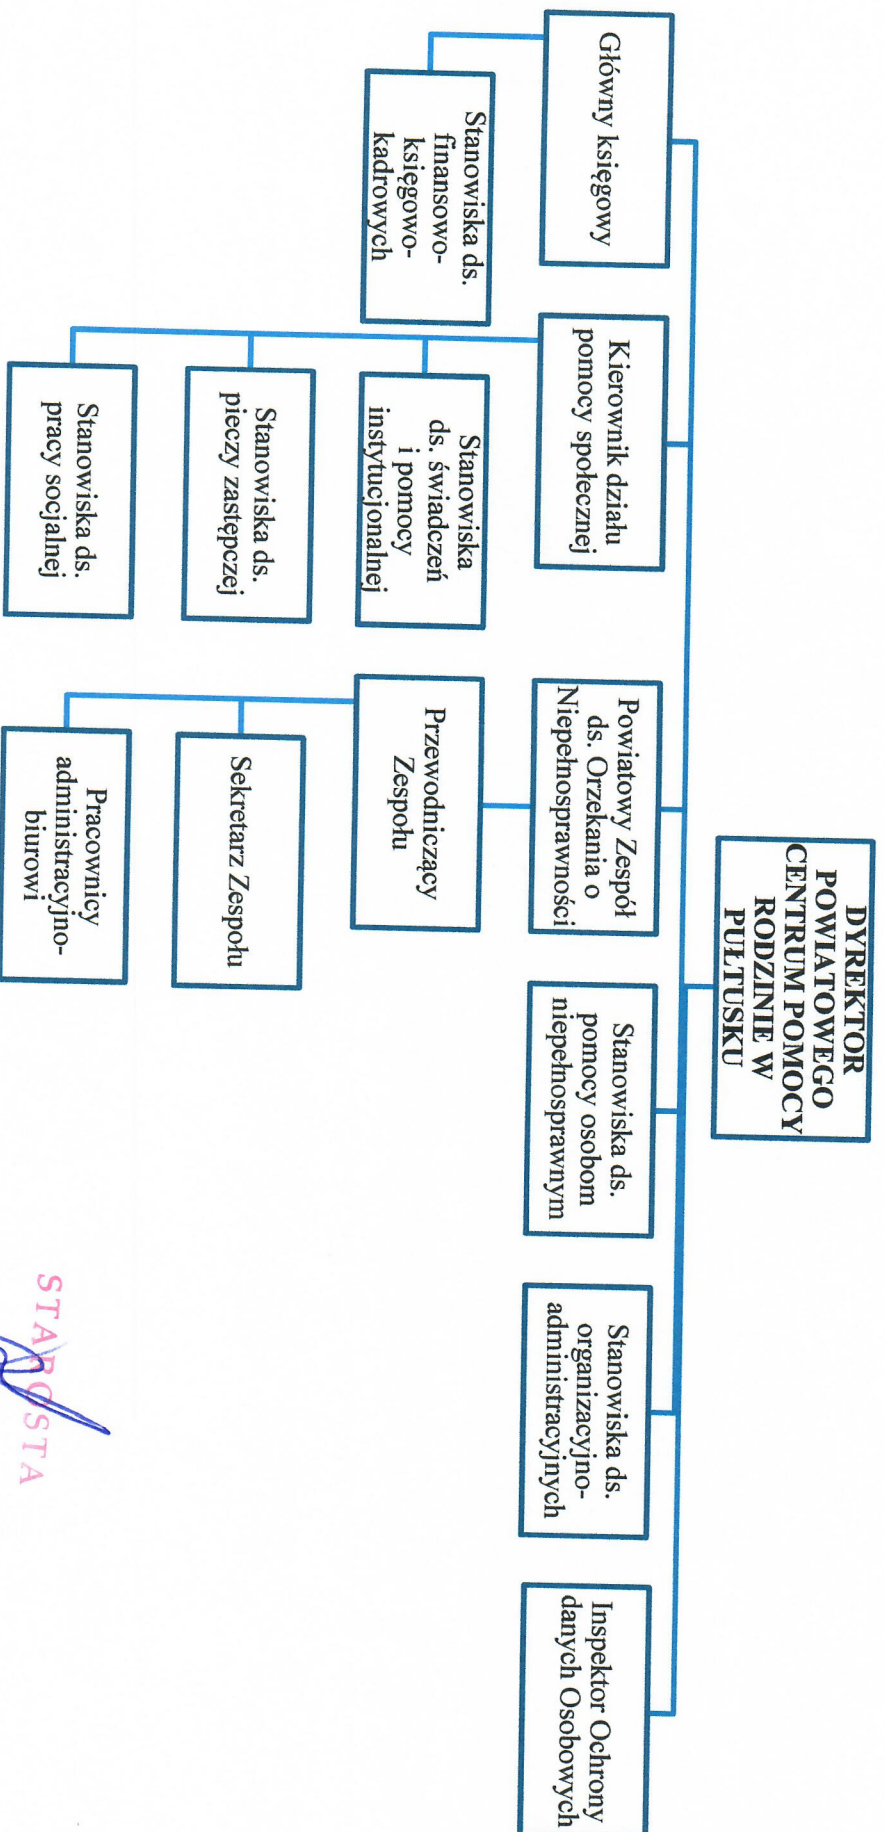 DYREKTOR
POWIATOWEGO
CENTRUM POMOCY
RODZINIE W
PUŁTUSKU
Główny księgowy
Stanowiska ds.
finansowo-
księgowo-
kadrowych
Kierownik działu
pomocy społecznej
Stanowiska
ds. świadczeń
i pomocy
instytucjonalnej
Stanowiska ds.
pieczy zastępczej
Stanowiska ds.
pracy socjalnej
Powiatowy Zespół
ds. Orzekania o
Niepełnosprawności
Przewodniczący
Zespołu
Sekretarz Zespołu
Pracownicy
administracyjno-
biurowi
Stanowiska ds.
pomocy osobom
niepełnosprawnym
Stanowiska ds.
organizacyjno-
administracyjnych
Inspektor Ochrony
danych Osobowych
STAROSTA